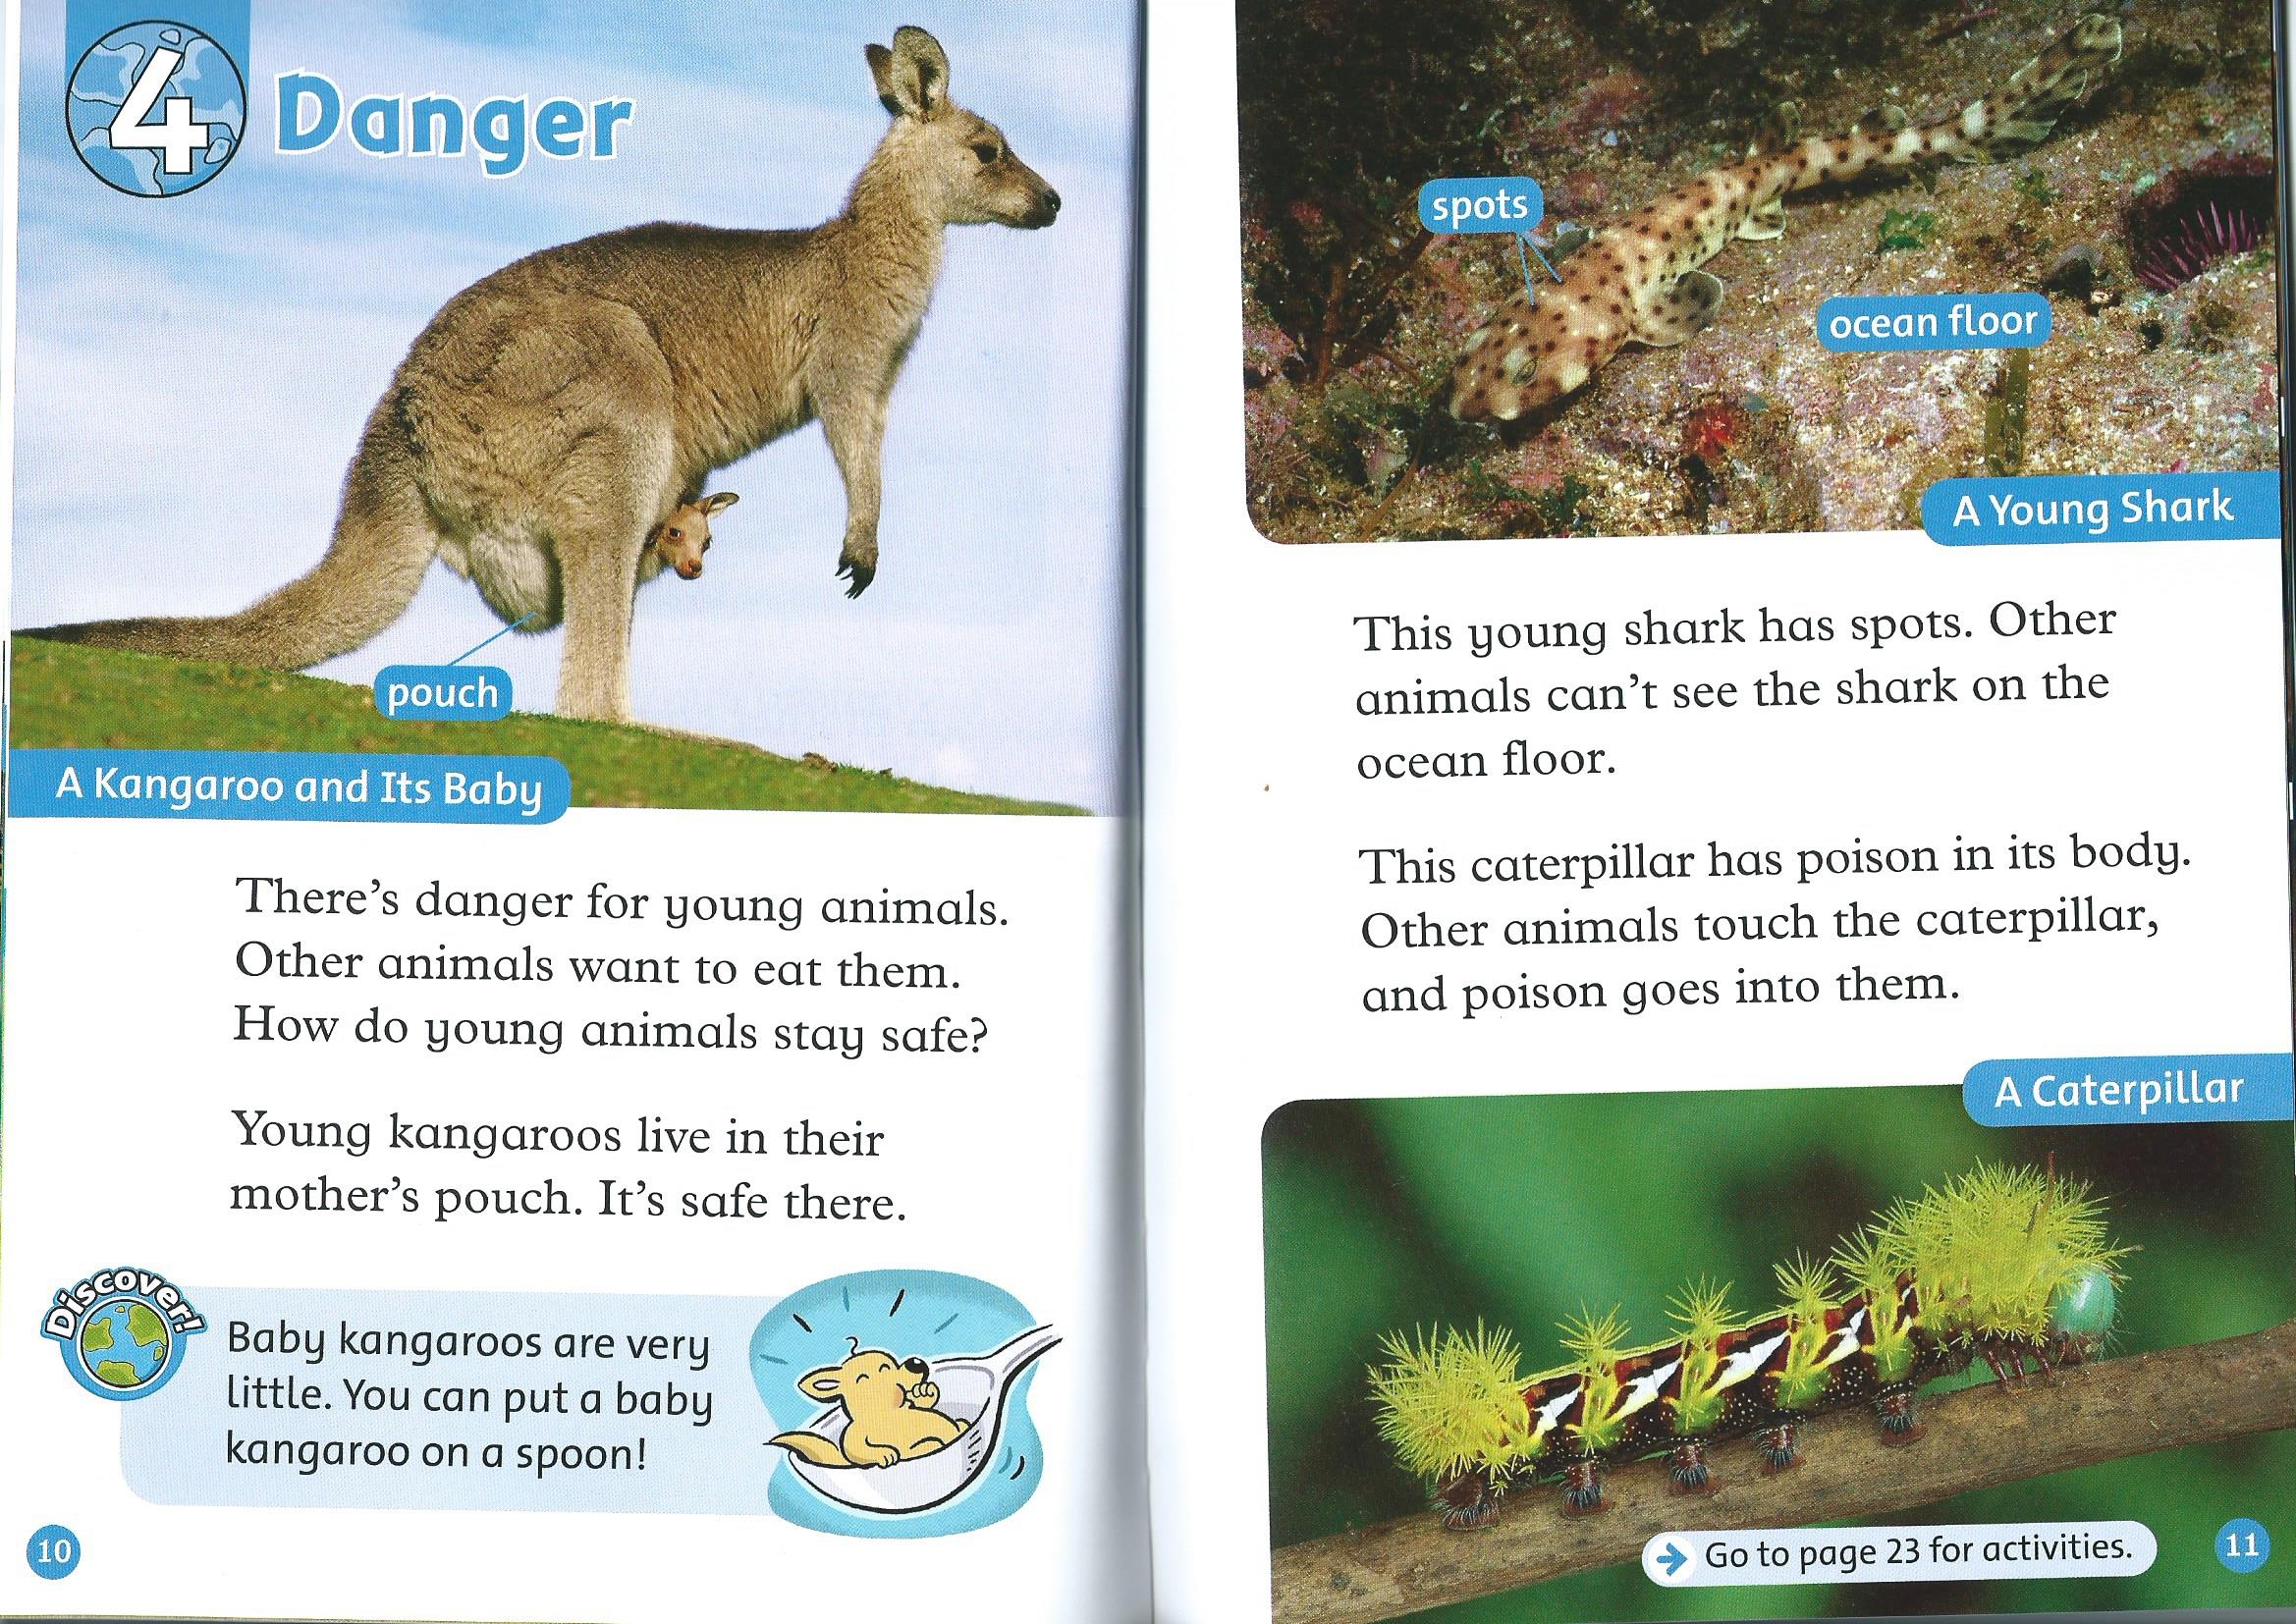 4
Danger
pouch
A Kangaroo and Its Baby
There's danger for young animals.
Other animals want to eat them.
How do young animals stay safe?
Young kangaroos live in their
mother's pouch. It's safe there.
Discover!
Baby kangaroos are very
little. You can put a baby
kangaroo on a spoon!
10
spots
ocean floor
A Young Shark
This young shark has spots. Other
animals can't see the shark on the
ocean floor.
This caterpillar has poison in its body.
Other animals touch the caterpillar,
and poison goes into them.
A Caterpillar
Go to page 23 for activities.
11